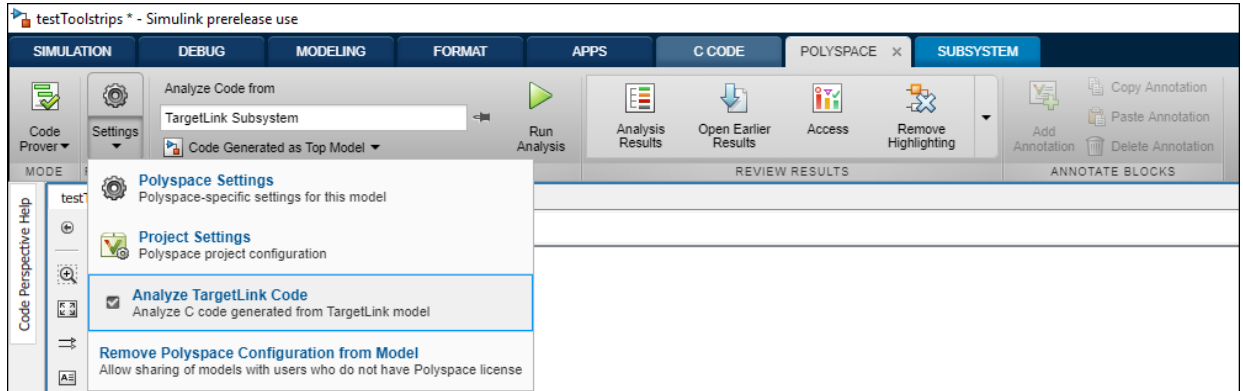 testToolstrips * - Simulink prerelease use
SIMULATION DEBUG MODELING FORMAT APPS C CODE POLYSPACE × SUBSYSTEM
Code Prover
Settings
Analyze Code from
TargetLink Subsystem
Code Generated as Top Model
Run Analysis
Analysis Results
Open Earlier Results
Access
Remove Highlighting
Add Annotation
Copy Annotation
Paste Annotation
Delete Annotation
MODE REVIEW RESULTS ANNOTATE BLOCKS
Code Perspective Help
test
Polyspace Settings
Polyspace-specific settings for this model
Project Settings
Polyspace project configuration
Analyze TargetLink Code
Analyze C code generated from TargetLink model
Remove Polyspace Configuration from Model
Allow sharing of models with users who do not have Polyspace license